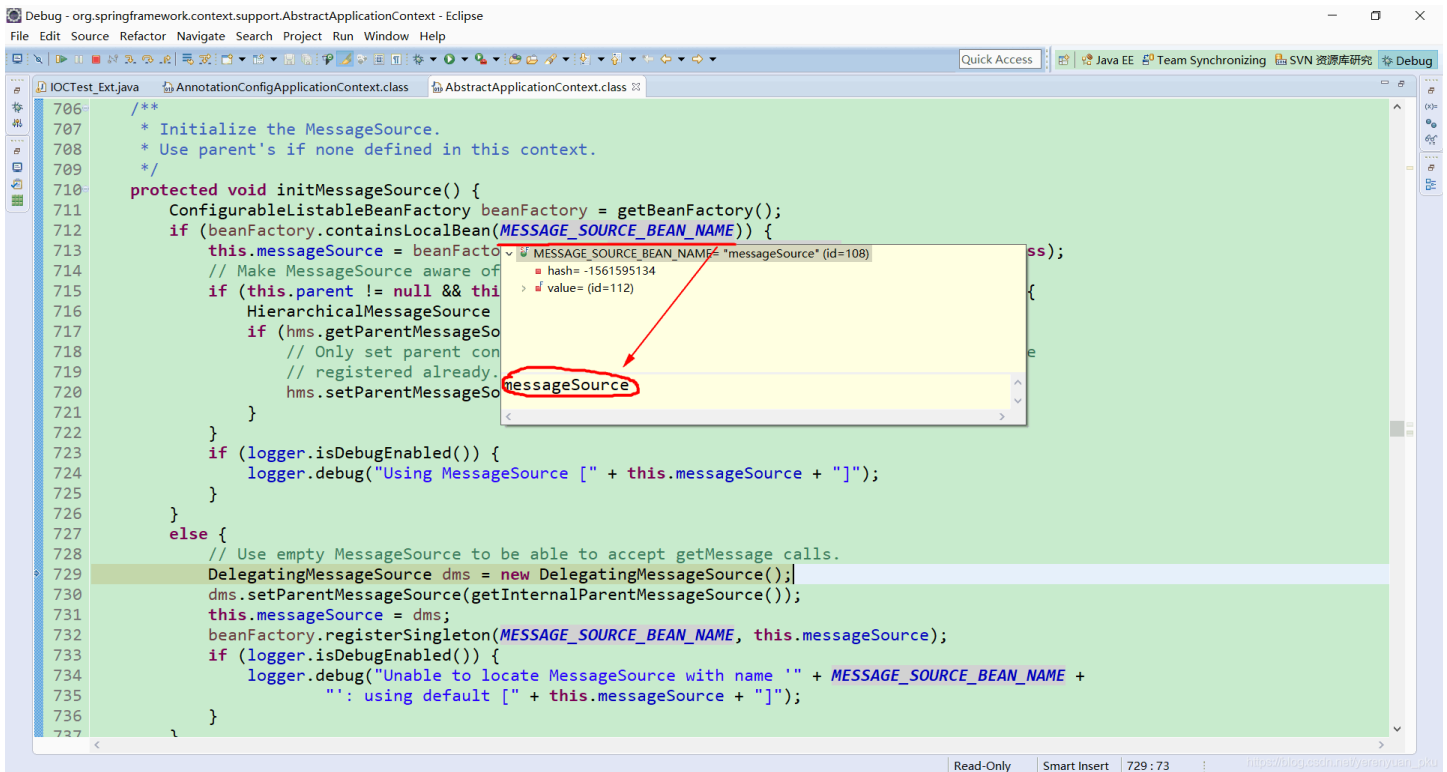 Debug - org.springframework.context.support.AbstractApplicationContext - Eclipse
File Edit Source Refactor Navigate Search Project Run Window Help
Quick Access Java EE Team Synchronizing SVN 资源库研究 Debug
IOCTest_Ext.java AnnotationConfigApplicationContext.class AbstractApplicationContext.class
706 /**
707 * Initialize the MessageSource.
708 * Use parent's if none defined in this context.
709 */
710 protected void initMessageSource() {
711 ConfigurableListableBeanFactory beanFactory = getBeanFactory();
712 if (beanFactory.containsLocalBean(MESSAGE_SOURCE_BEAN_NAME)) {
713 this.messageSource = beanFacto ss);
MESSAGE_SOURCE_BEAN_NAME= "messageSource" (id=108)
714 // Make MessageSource aware of
hash= -1561595134
715 if (this.parent != null && thi {
value= (id=112)
716 HierarchicalMessageSource
717 if (hms.getParentMessageSo
718 // Only set parent con e
719 // registered already.
messageSource
720 hms.setParentMessageSo
721 }
722 }
723 if (logger.isDebugEnabled()) {
724 logger.debug("Using MessageSource [" + this.messageSource + "]");
725 }
726 }
727 else {
728 // Use empty MessageSource to be able to accept getMessage calls.
729 DelegatingMessageSource dms = new DelegatingMessageSource();
730 dms.setParentMessageSource(getInternalParentMessageSource());
731 this.messageSource = dms;
732 beanFactory.registerSingleton(MESSAGE_SOURCE_BEAN_NAME, this.messageSource);
733 if (logger.isDebugEnabled()) {
734 logger.debug("Unable to locate MessageSource with name '" + MESSAGE_SOURCE_BEAN_NAME +
735 "': using default [" + this.messageSource + "]");
736 }
737 }
Read-Only Smart Insert 729 : 73
https://blog.csdn.net/yerenyuan_pku